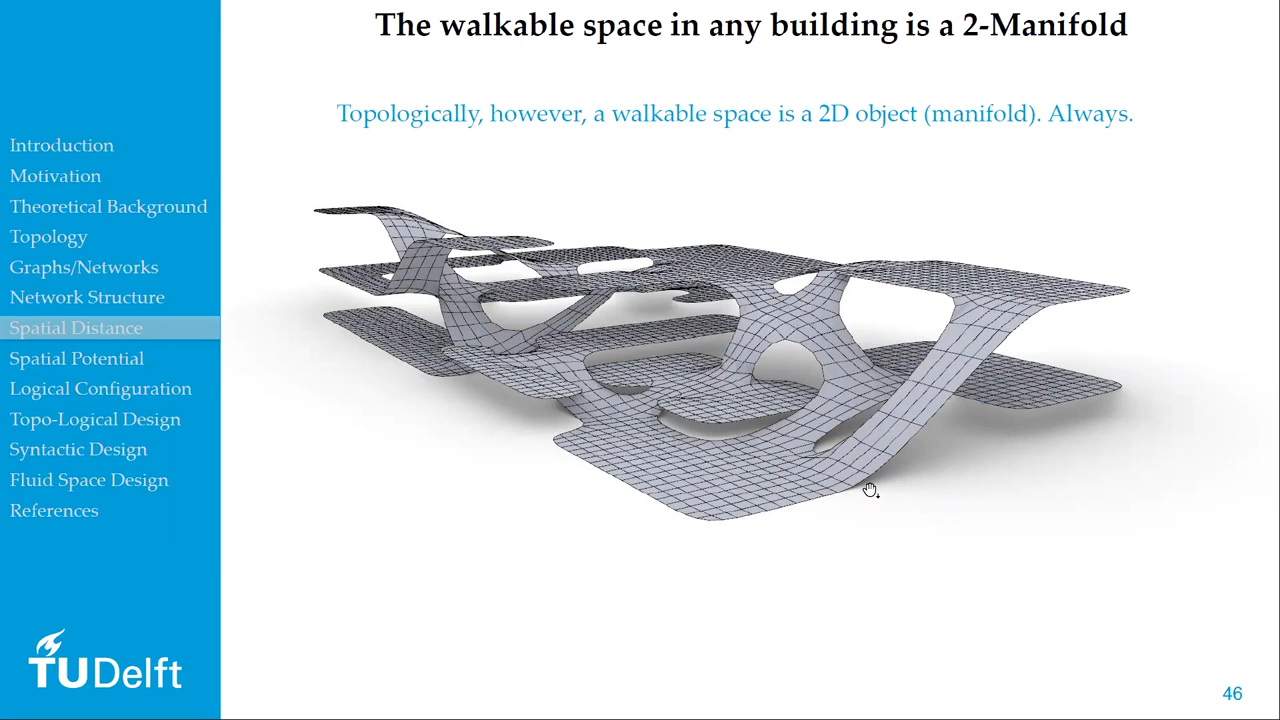 The walkable space in any building is a 2-Manifold
Topologically, however, a walkable space is a 2D object (manifold). Always.
Introduction
Motivation
Theoretical Background
Topology
Graphs/Networks
Network Structure
Spatial Distance
Spatial Potential
Logical Configuration
Topo-Logical Design
Syntactic Design
Fluid Space Design
References
TUDelft
46